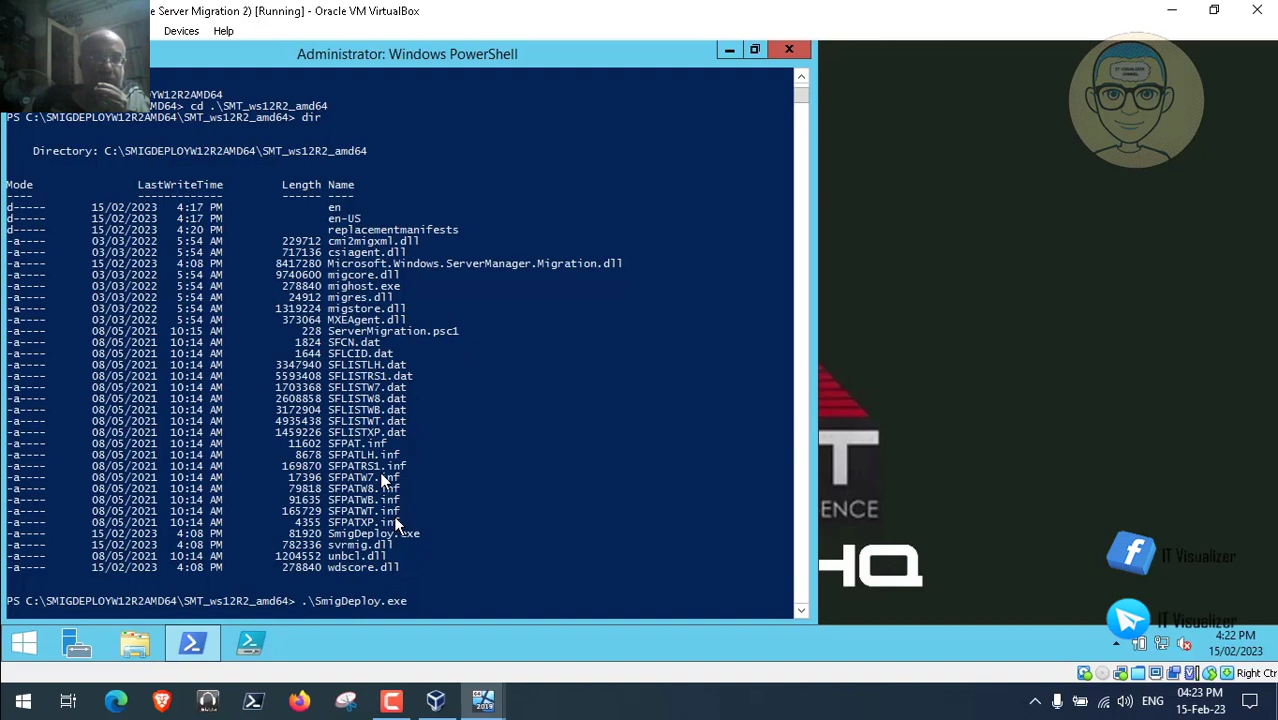 e Server Migration 2) [Running] - Oracle VM VirtualBox
Devices Help
IT VISUALIZER
CHANNEL
Administrator: Windows PowerShell
W12R2AMD64
AMD64> cd .\SMT_ws12R2_amd64
PS C:\SMIGDEPLOYW12R2AMD64\SMT_ws12R2_amd64> dir
Directory: C:\SMIGDEPLOYW12R2AMD64\SMT_ws12R2_amd64
Mode LastWriteTime Length Name
---- ------------- ------ ----
d----- 15/02/2023 4:17 PM en
d----- 15/02/2023 4:17 PM en-US
d----- 15/02/2023 4:20 PM replacementmanifests
-a---- 03/03/2022 5:54 AM 229712 cmi2migxml.dll
-a---- 03/03/2022 5:54 AM 717136 csiagent.dll
-a---- 15/02/2023 4:08 PM 8417280 Microsoft.Windows.ServerManager.Migration.dll
-a---- 03/03/2022 5:54 AM 9740600 migcore.dll
-a---- 03/03/2022 5:54 AM 278840 mighost.exe
-a---- 03/03/2022 5:54 AM 24912 migres.dll
-a---- 03/03/2022 5:54 AM 1319224 migstore.dll
-a---- 03/03/2022 5:54 AM 373064 MXEAgent.dll
-a---- 08/05/2021 10:15 AM 228 ServerMigration.psc1
-a---- 08/05/2021 10:14 AM 1824 SFCN.dat
-a---- 08/05/2021 10:14 AM 1644 SFLCID.dat
-a---- 08/05/2021 10:14 AM 3347940 SFLISTLH.dat
-a---- 08/05/2021 10:14 AM 5593408 SFLISTRS1.dat
-a---- 08/05/2021 10:14 AM 1703368 SFLISTW7.dat
-a---- 08/05/2021 10:14 AM 2608858 SFLISTW8.dat
-a---- 08/05/2021 10:14 AM 3172904 SFLISTWB.dat
-a---- 08/05/2021 10:14 AM 4935438 SFLISTWT.dat
-a---- 08/05/2021 10:14 AM 1459226 SFLISTXP.dat
-a---- 08/05/2021 10:14 AM 11602 SFPAT.inf
-a---- 08/05/2021 10:14 AM 8678 SFPATLH.inf
-a---- 08/05/2021 10:14 AM 169870 SFPATRS1.inf
-a---- 08/05/2021 10:14 AM 17396 SFPATW7.inf
-a---- 08/05/2021 10:14 AM 79818 SFPATW8.inf
-a---- 08/05/2021 10:14 AM 91635 SFPATWB.inf
-a---- 08/05/2021 10:14 AM 165729 SFPATWT.inf
-a---- 08/05/2021 10:14 AM 4355 SFPATXP.inf
-a---- 15/02/2023 4:08 PM 81920 SmigDeploy.exe
-a---- 15/02/2023 4:08 PM 782336 svrmig.dll
-a---- 08/05/2021 10:14 AM 1204552 unbcl.dll
-a---- 15/02/2023 4:08 PM 278840 wdscore.dll
PS C:\SMIGDEPLOYW12R2AMD64\SMT_ws12R2_amd64> .\SmigDeploy.exe
T
ENCE
HQ
IT Visualizer
IT Visualizer
4:22 PM
15/02/2023
Right Ctr
2019
ENG
04:23 PM
15-Feb-23